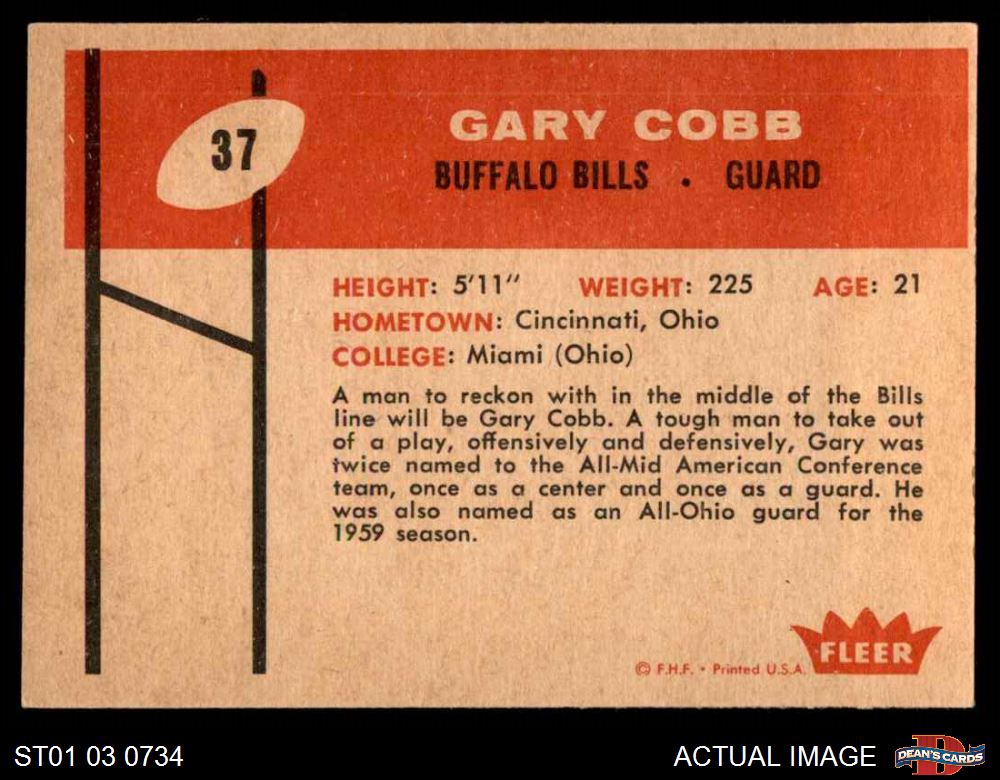 37
GARY COBB
BUFFALO BILLS . GUARD
HEIGHT: 5'11" WEIGHT: 225 AGE: 21
HOMETOWN: Cincinnati, Ohio
COLLEGE: Miami (Ohio)
A man to reckon with in the middle of the Bills
line will be Gary Cobb. A tough man to take out
of a play, offensively and defensively, Gary was
twice named to the All-Mid American Conference
team, once as a center and once as a guard. He
was also named as an All-Ohio guard for the
1959 season.
© F.H.F. • Printed U.S.A.
FLEER
ST01 03 0734
ACTUAL IMAGE
D
DEAN'S CARDS